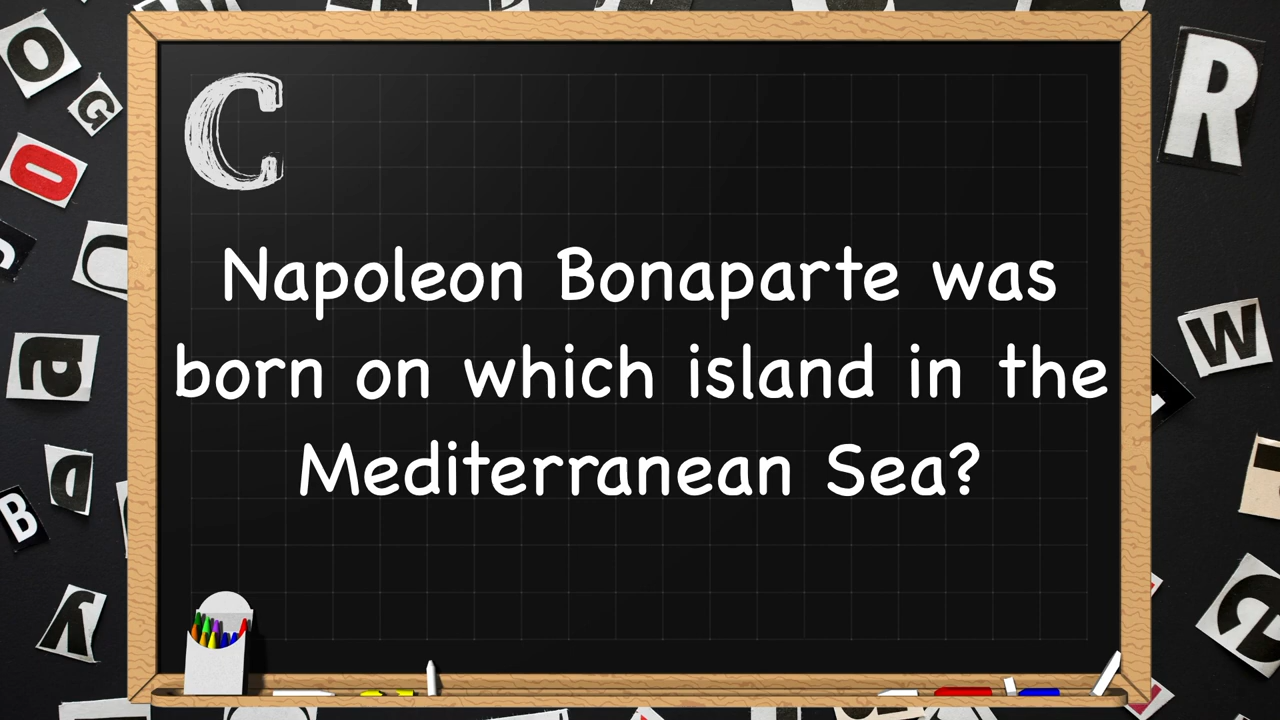 C
Napoleon Bonaparte was
born on which island in the
Mediterranean Sea?
O
G
O
a
D
B
y
R
W